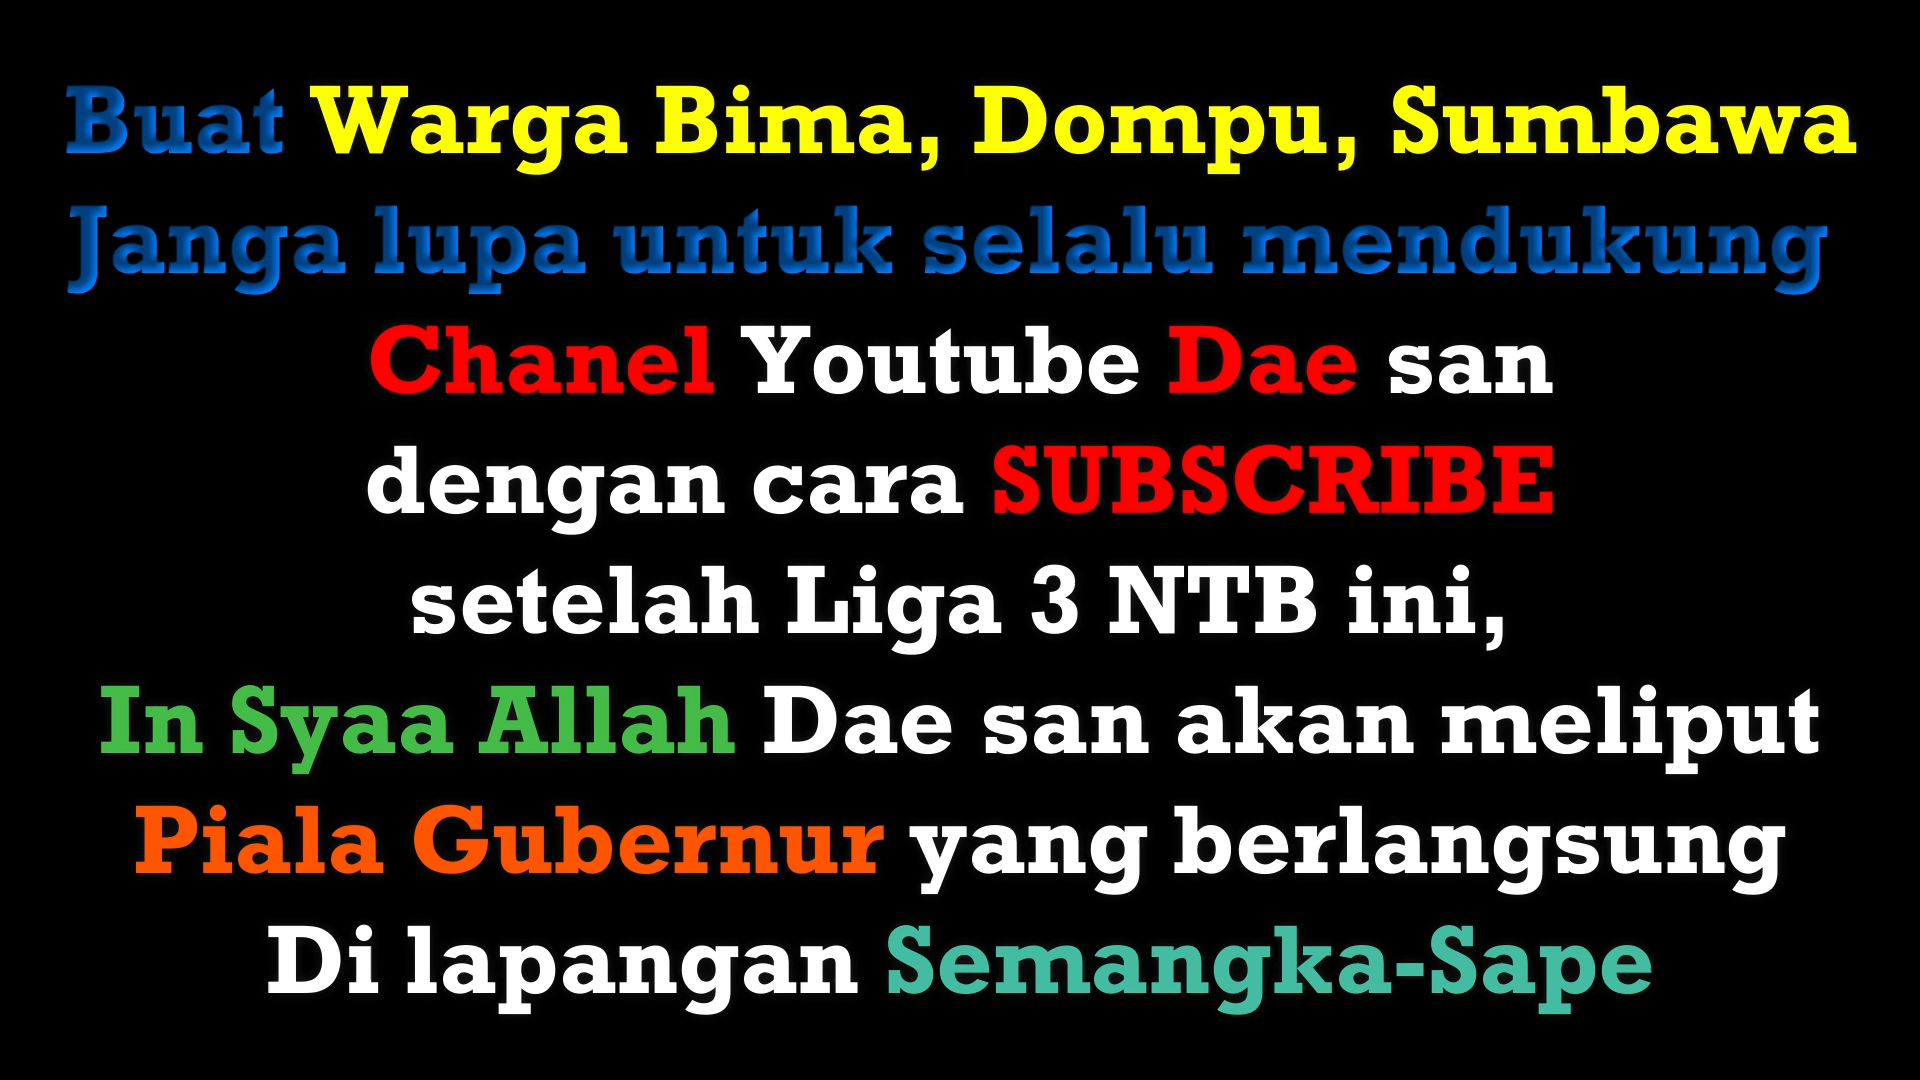 Buat Warga Bima, Dompu, Sumbawa
Janga lupa untuk selalu mendukung
Chanel Youtube Dae san
dengan cara SUBSCRIBE
setelah Liga 3 NTB ini,
In Syaa Allah Dae san akan meliput
Piala Gubernur yang berlangsung
Di lapangan Semangka-Sape